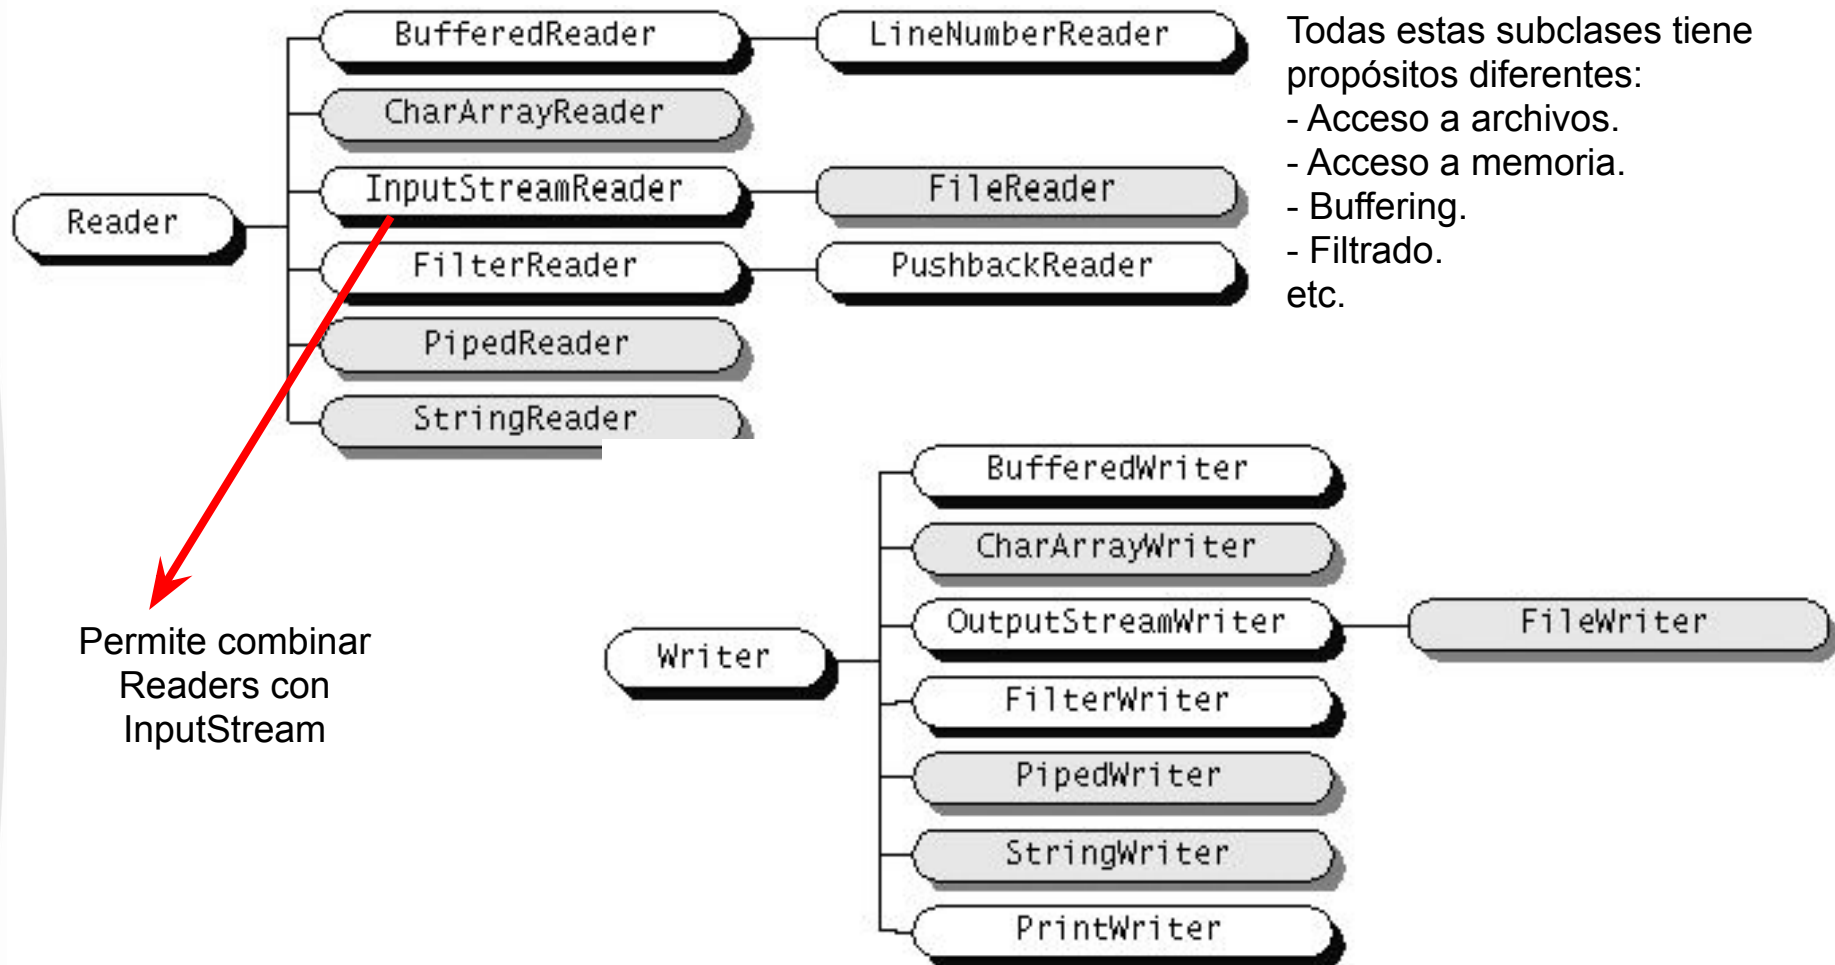 BufferedReader
LineNumberReader
CharArrayReader
Reader
InputStreamReader
FileReader
FilterReader
PushbackReader
PipedReader
StringReader
Todas estas subclases tiene
propósitos diferentes:
- Acceso a archivos.
- Acceso a memoria.
- Buffering.
- Filtrado.
etc.
Permite combinar
Readers con
InputStream
Writer
BufferedWriter
CharArrayWriter
OutputStreamWriter
FileWriter
FilterWriter
PipedWriter
StringWriter
PrintWriter